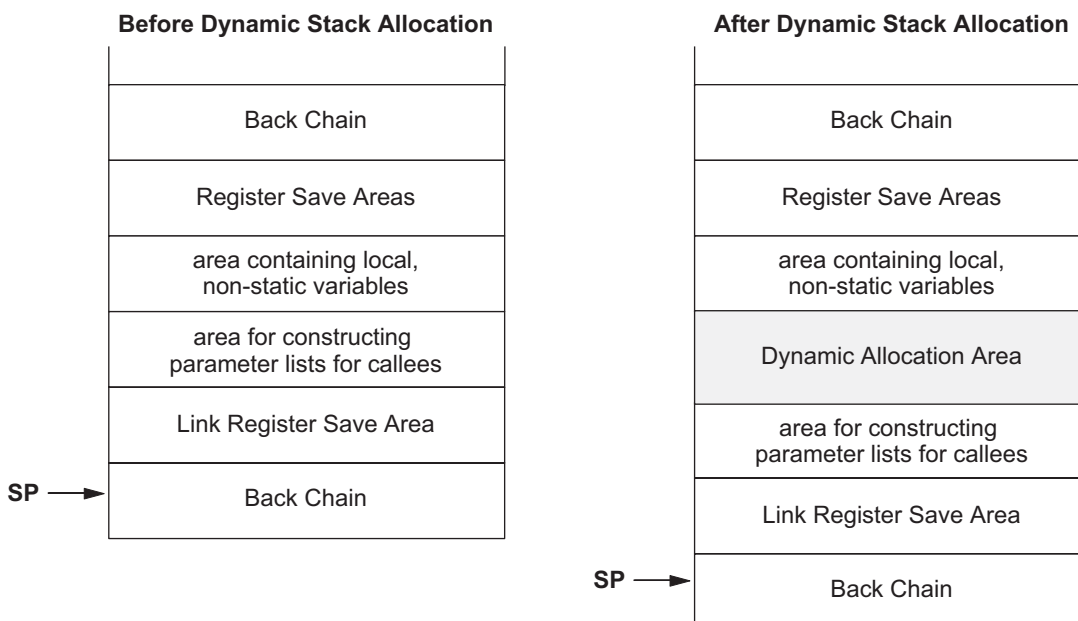 Before Dynamic Stack Allocation
Back Chain
Register Save Areas
area containing local,
non-static variables
area for constructing
parameter lists for callees
Link Register Save Area
SP
Back Chain
After Dynamic Stack Allocation
Back Chain
Register Save Areas
area containing local,
non-static variables
Dynamic Allocation Area
area for constructing
parameter lists for callees
Link Register Save Area
SP
Back Chain